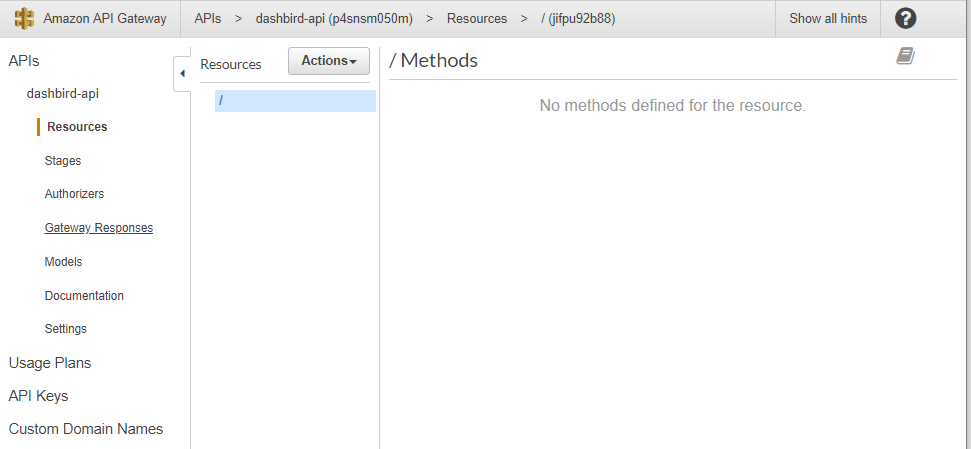 Amazon API Gateway APIs > dashbird-api (p4snsm050m) > Resources > / (jifpu92b88) Show all hints ?
APIs
dashbird-api
Resources
Stages
Authorizers
Gateway Responses
Models
Documentation
Settings
Usage Plans
API Keys
Custom Domain Names
Resources Actions
/
/ Methods
No methods defined for the resource.